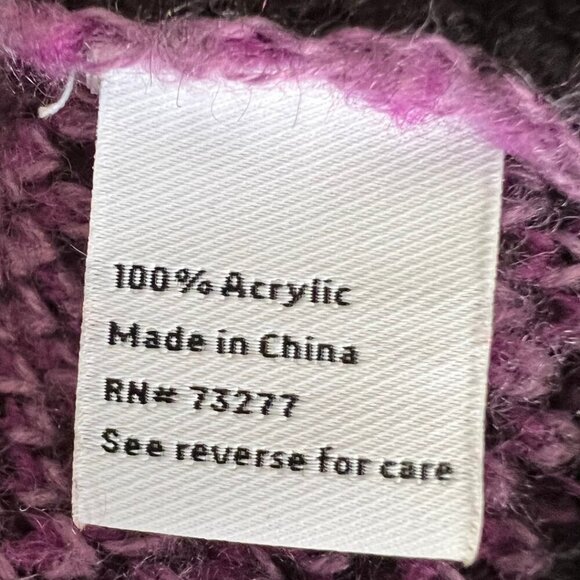 100% Acrylic
Made in China
RN# 73277
See reverse for care